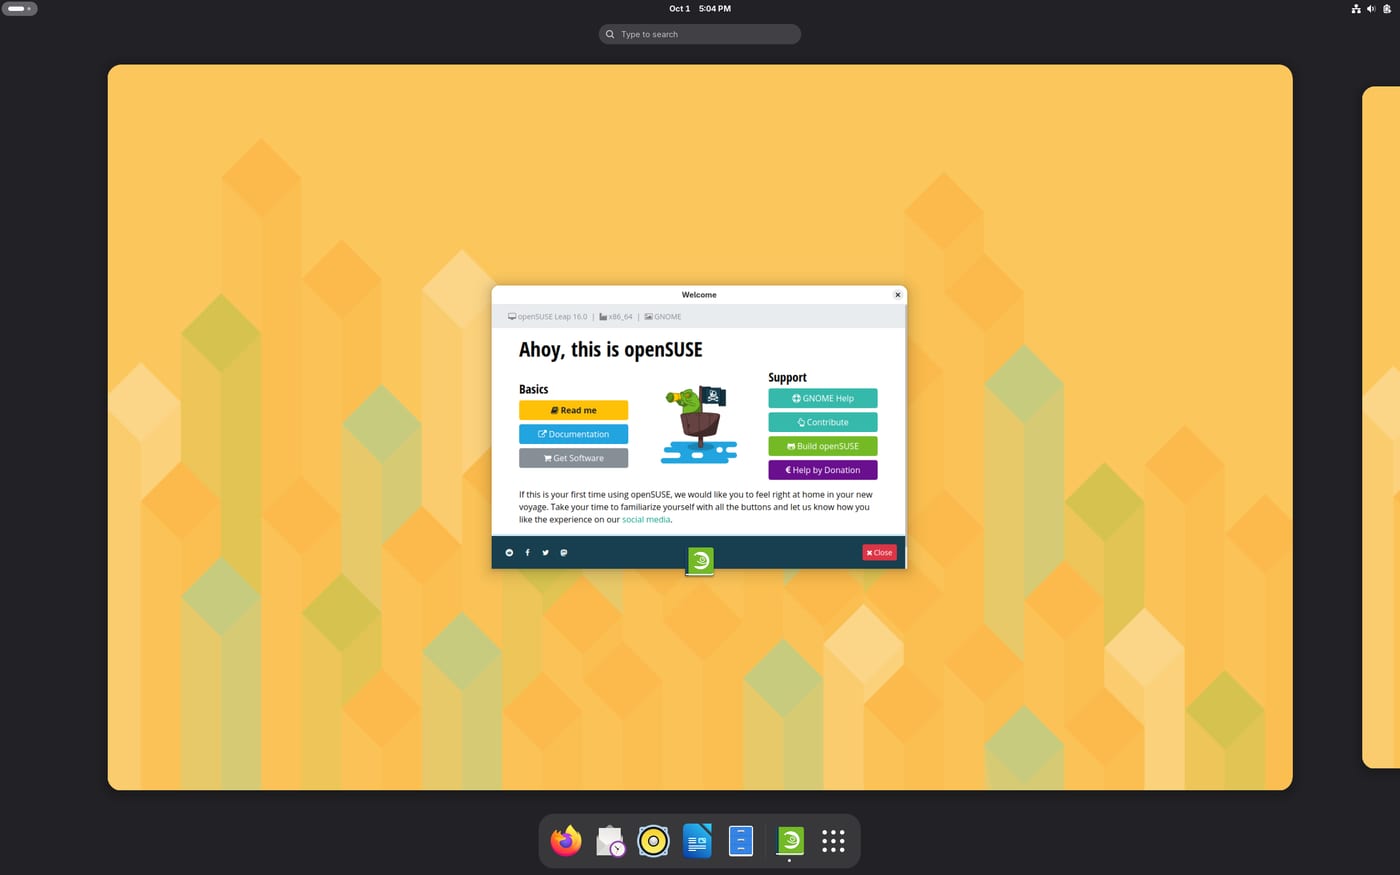 Oct 1 5:04 PM
Type to search
Welcome
openSUSE Leap 16.0 | x86_64 | GNOME
Ahoy, this is openSUSE
Basics
Read me
Documentation
Get Software
Support
GNOME Help
Contribute
Build openSUSE
Help by Donation
If this is your first time using openSUSE, we would like you to feel right at home in your new
voyage. Take your time to familiarize yourself with all the buttons and let us know how you
like the experience on our social media.
Close